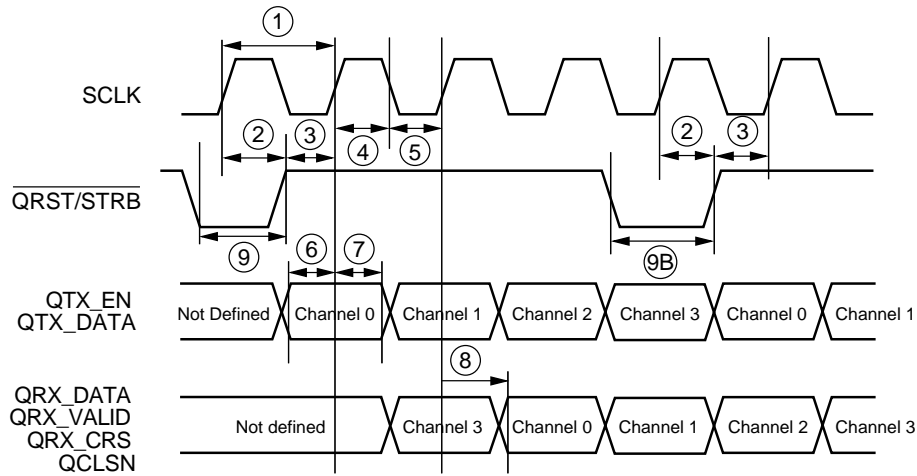 1
SCLK
2 3 4 5 2 3
QRST/STRB
9 6 7 9B
QTX_EN
QTX_DATA
Not Defined Channel 0 Channel 1 Channel 2 Channel 3 Channel 0 Channel 1
8
QRX_DATA
QRX_VALID
QRX_CRS
QCLSN
Not defined Channel 3 Channel 0 Channel 1 Channel 2 Channel 3